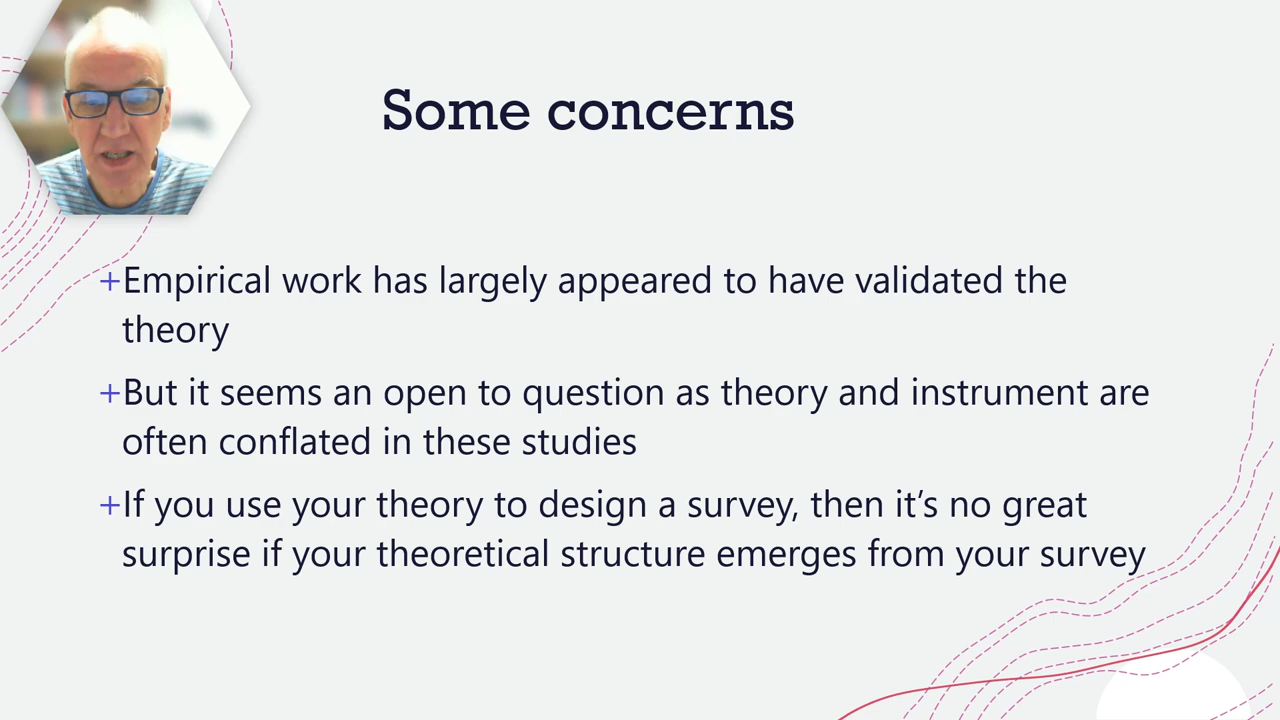 Some concerns
+Empirical work has largely appeared to have validated the
theory
+But it seems an open to question as theory and instrument are
often conflated in these studies
+If you use your theory to design a survey, then it’s no great
surprise if your theoretical structure emerges from your survey